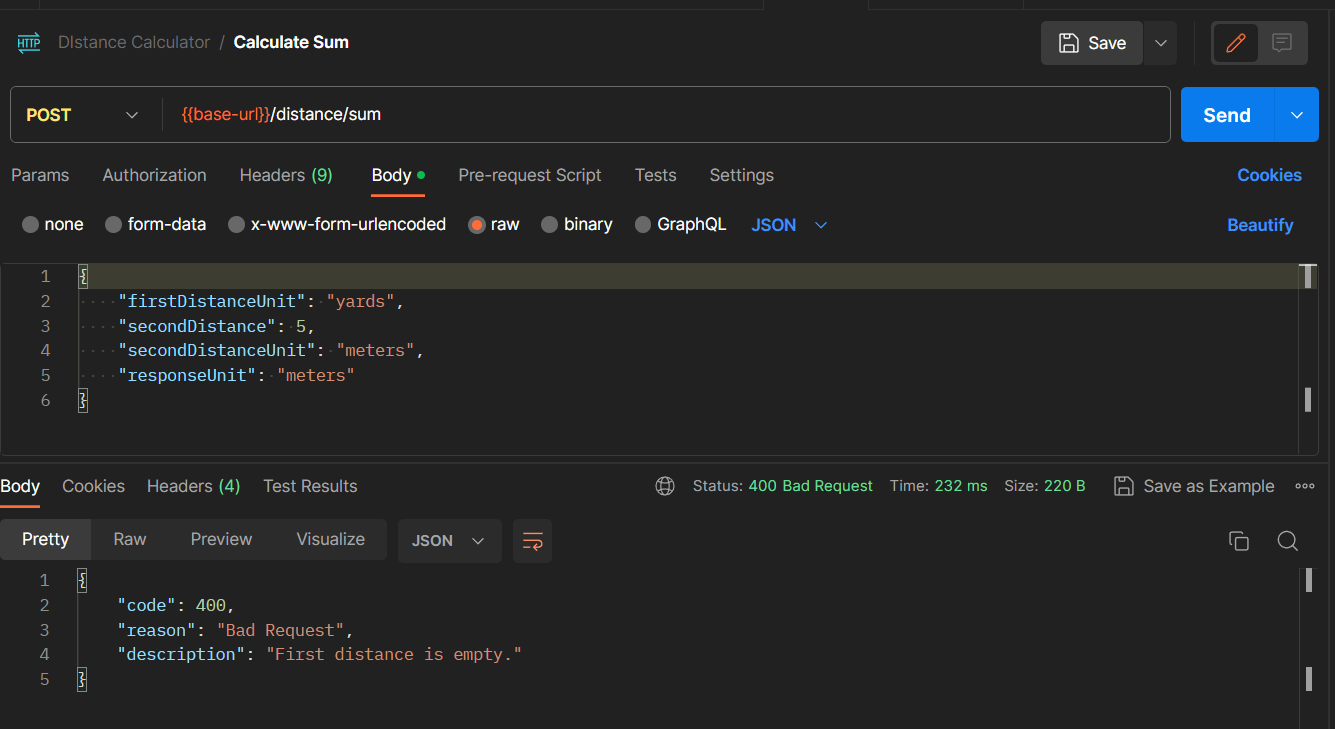 HTTP DIstance Calculator / Calculate Sum Save
POST {{base-url}}/distance/sum Send
Params Authorization Headers (9) Body Pre-request Script Tests Settings Cookies
none form-data x-www-form-urlencoded raw binary GraphQL JSON Beautify
1 {
2 "firstDistanceUnit": "yards",
3 "secondDistance": 5,
4 "secondDistanceUnit": "meters",
5 "responseUnit": "meters"
6 }
Body Cookies Headers (4) Test Results Status: 400 Bad Request Time: 232 ms Size: 220 B Save as Example
Pretty Raw Preview Visualize JSON
1 {
2 "code": 400,
3 "reason": "Bad Request",
4 "description": "First distance is empty."
5 }